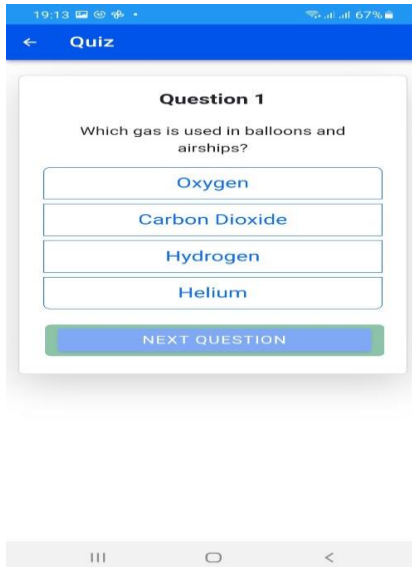 19:13 67%
Quiz
Question 1
Which gas is used in balloons and
airships?
Oxygen
Carbon Dioxide
Hydrogen
Helium
NEXT QUESTION